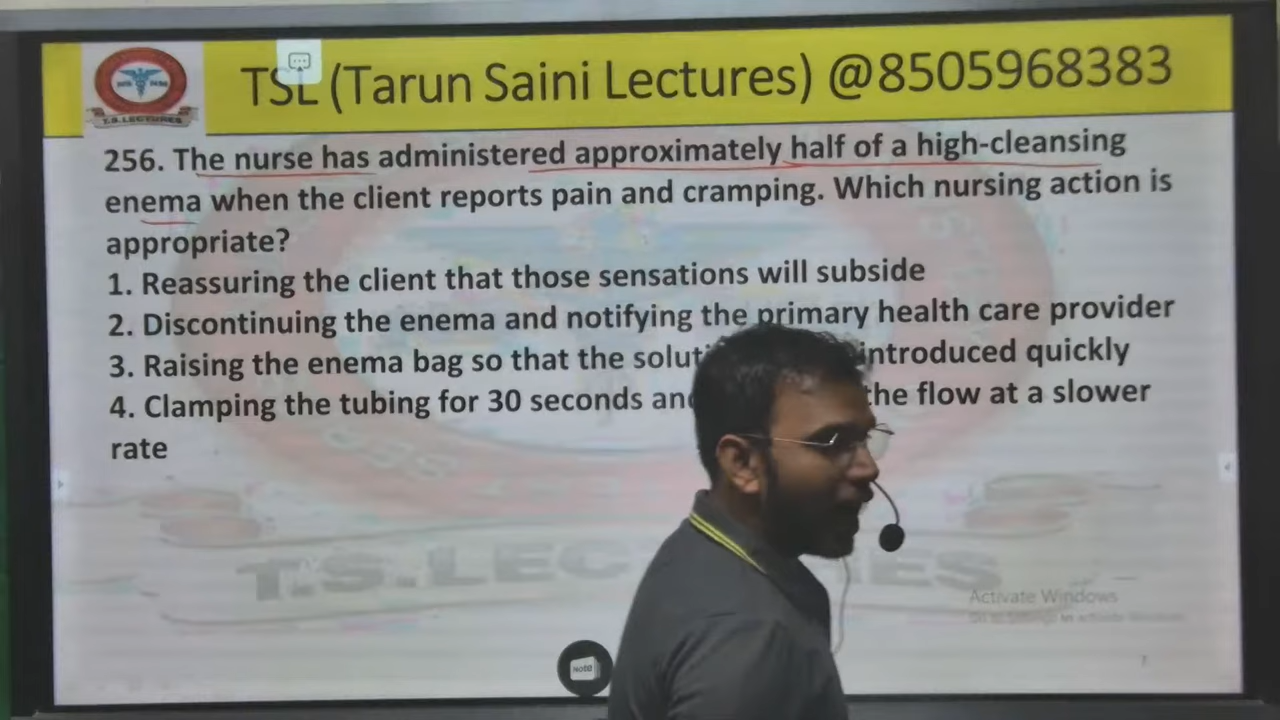 TSL (Tarun Saini Lectures) @8505968383
T.S. LECTURES
256. The nurse has administered approximately half of a high-cleansing
enema when the client reports pain and cramping. Which nursing action is
appropriate?
1. Reassuring the client that those sensations will subside
2. Discontinuing the enema and notifying the primary health care provider
3. Raising the enema bag so that the introduced quickly
4. Clamping the tubing for 30 seconds the flow at a slower
rate
Activate Windows